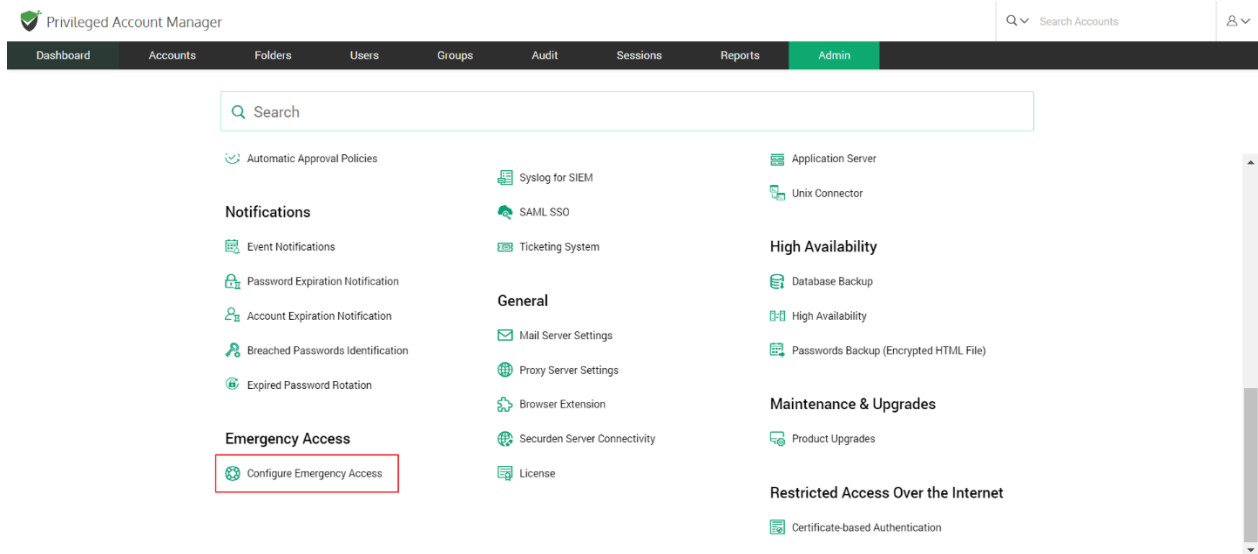 Privileged Account Manager
Search Accounts
Dashboard Accounts Folders Users Groups Audit Sessions Reports Admin
Search
Automatic Approval Policies
Notifications
Event Notifications
Password Expiration Notification
Account Expiration Notification
Breached Passwords Identification
Expired Password Rotation
Emergency Access
Configure Emergency Access
Syslog for SIEM
SAML SSO
Ticketing System
General
Mail Server Settings
Proxy Server Settings
Browser Extension
Securden Server Connectivity
License
Application Server
Unix Connector
High Availability
Database Backup
High Availability
Passwords Backup (Encrypted HTML File)
Maintenance & Upgrades
Product Upgrades
Restricted Access Over the Internet
Certificate-based Authentication